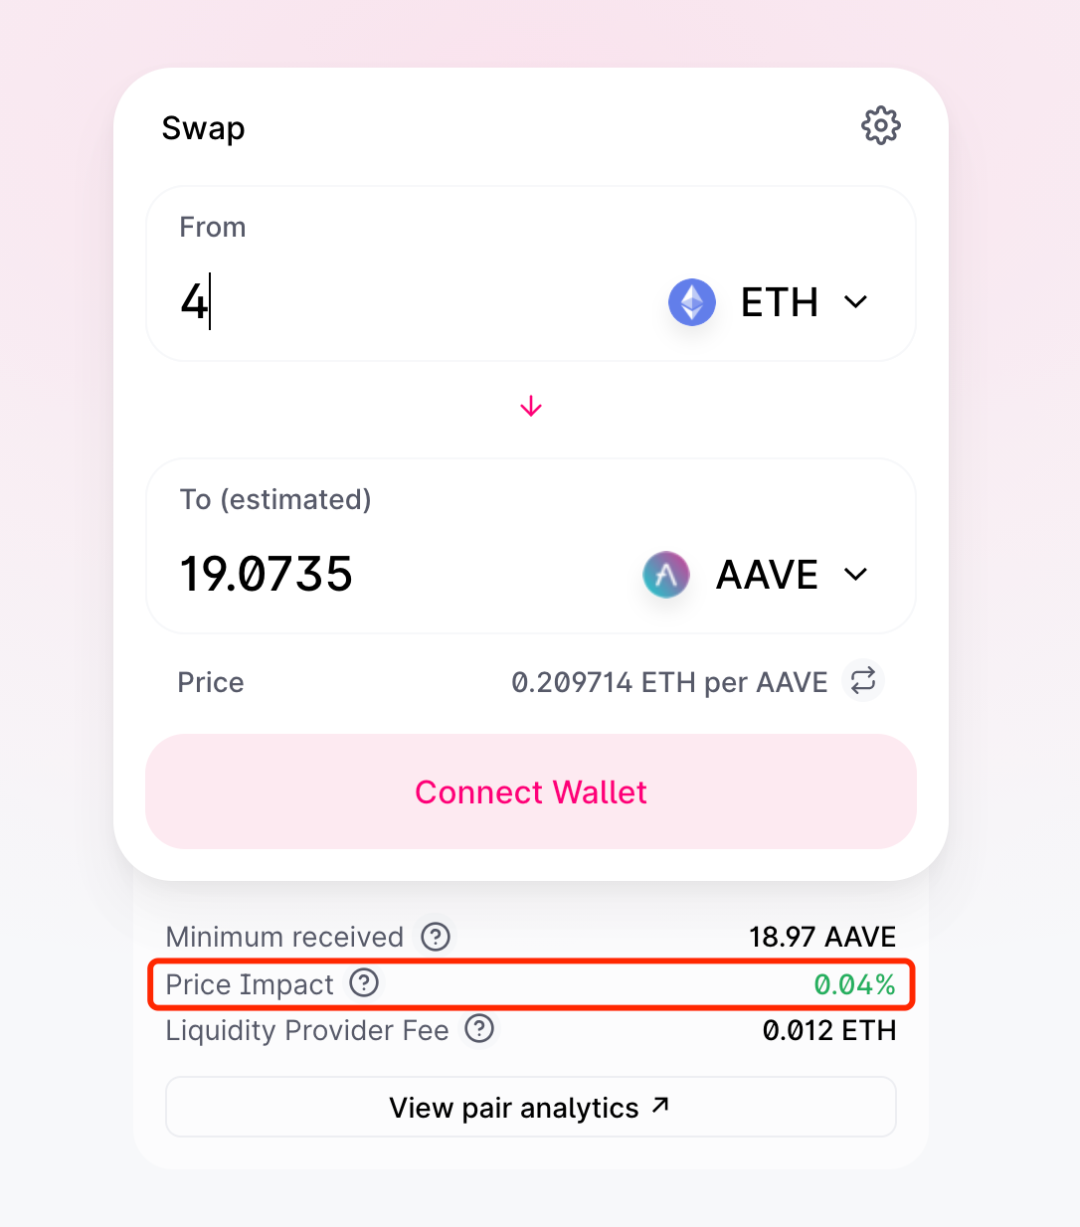 Swap
From
4
ETH
To (estimated)
19.0735
AAVE
Price
0.209714 ETH per AAVE
Connect Wallet
Minimum received ? 18.97 AAVE
Price Impact ? 0.04%
Liquidity Provider Fee ? 0.012 ETH
View pair analytics ↗